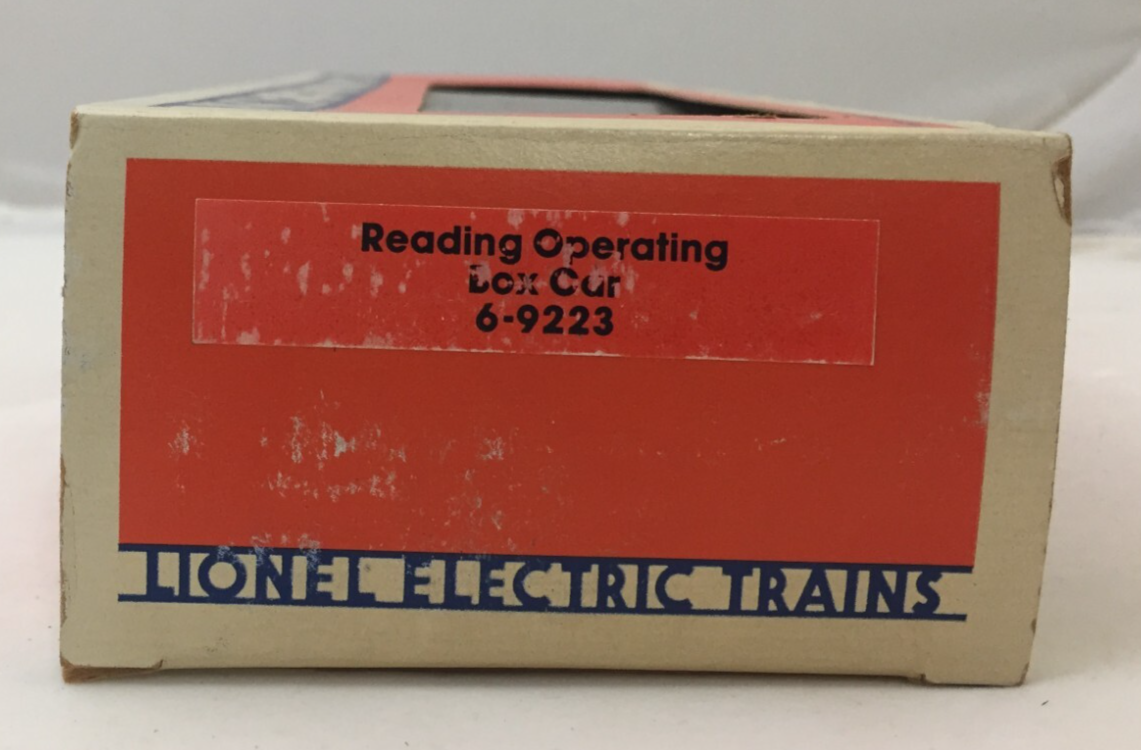 Reading Operating
Box Car
6-9223
LIONEL ELECTRIC TRAINS